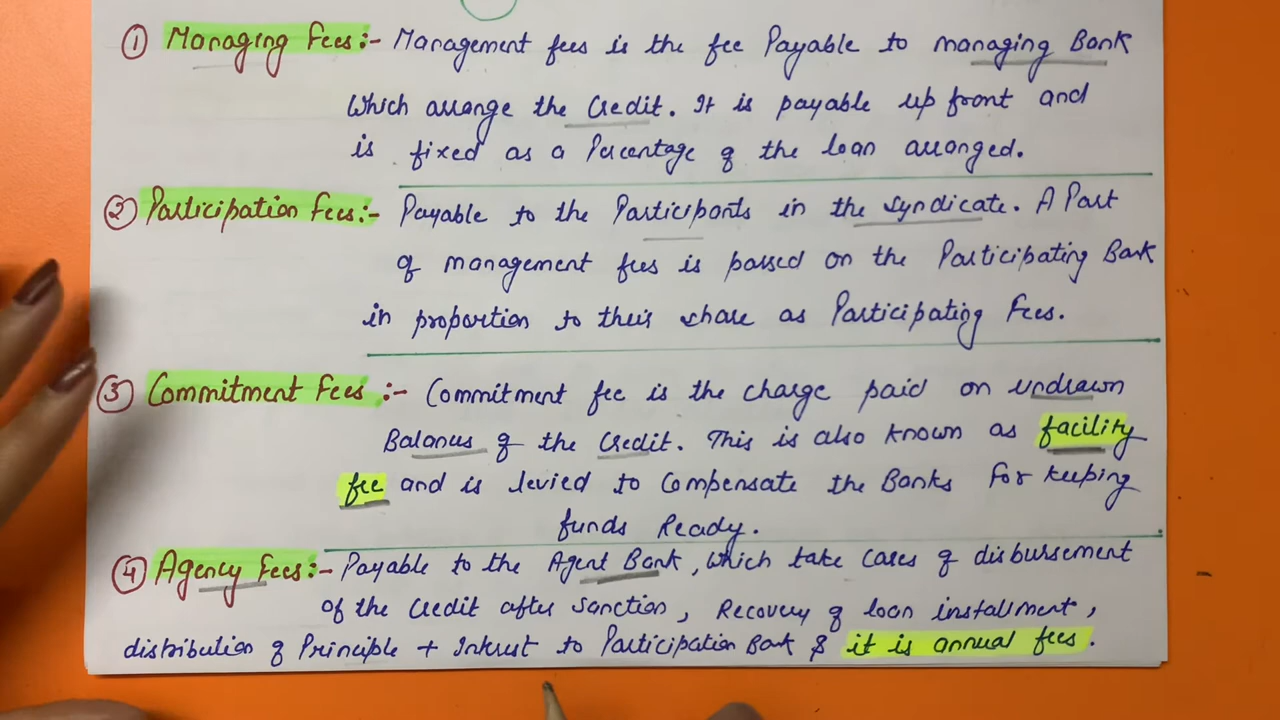 ① Managing Fees:- Management fees is the fee Payable to managing Bank
Which arrange the Credit. It is payable up front and
is fixed as a Percentage of the loan arranged.
② Participation Fees:- Payable to the Participants in the Syndicate. A Part
of management fees is passed on the Participating Bank
in proportion to their share as Participating Fees.
③ Commitment Fees :- Commitment fee is the charge paid on undrawn
Balanus of the Credit. This is also known as facility
fee and is levied to Compensate the Banks For keeping
funds Ready.
④ Agency Fees:- Payable to the Agent Bank, which take cares of disbursement
of the Credit after sanction, Recovery of loan installment,
distribution of Principle + Interest to Participation Bank & it is annual fees.